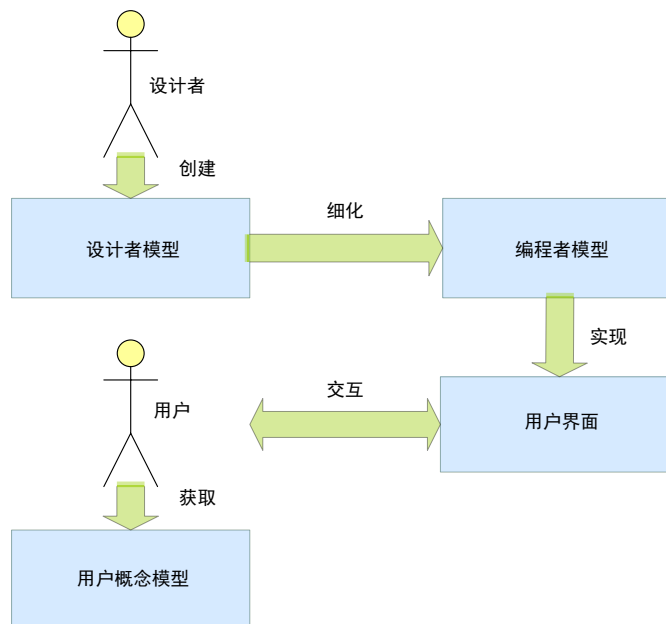 设计者
创建
设计者模型
细化
编程者模型
实现
用户
交互
用户界面
获取
用户概念模型